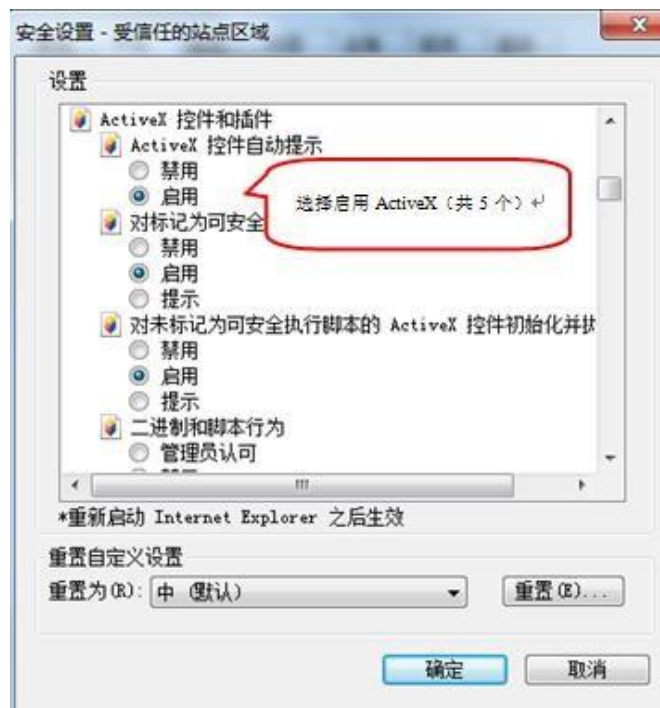 安全设置 - 受信任的站点区域
设置
ActiveX 控件和插件
ActiveX 控件自动提示
禁用
启用
选择启用 ActiveX（共 5 个）↵
对标记为可安全
禁用
启用
提示
对未标记为可安全执行脚本的 ActiveX 控件初始化并执
禁用
启用
提示
二进制和脚本行为
管理员认可
*重新启动 Internet Explorer 之后生效
重置自定义设置
重置为(R): 中 (默认)
重置(E)...
确定
取消